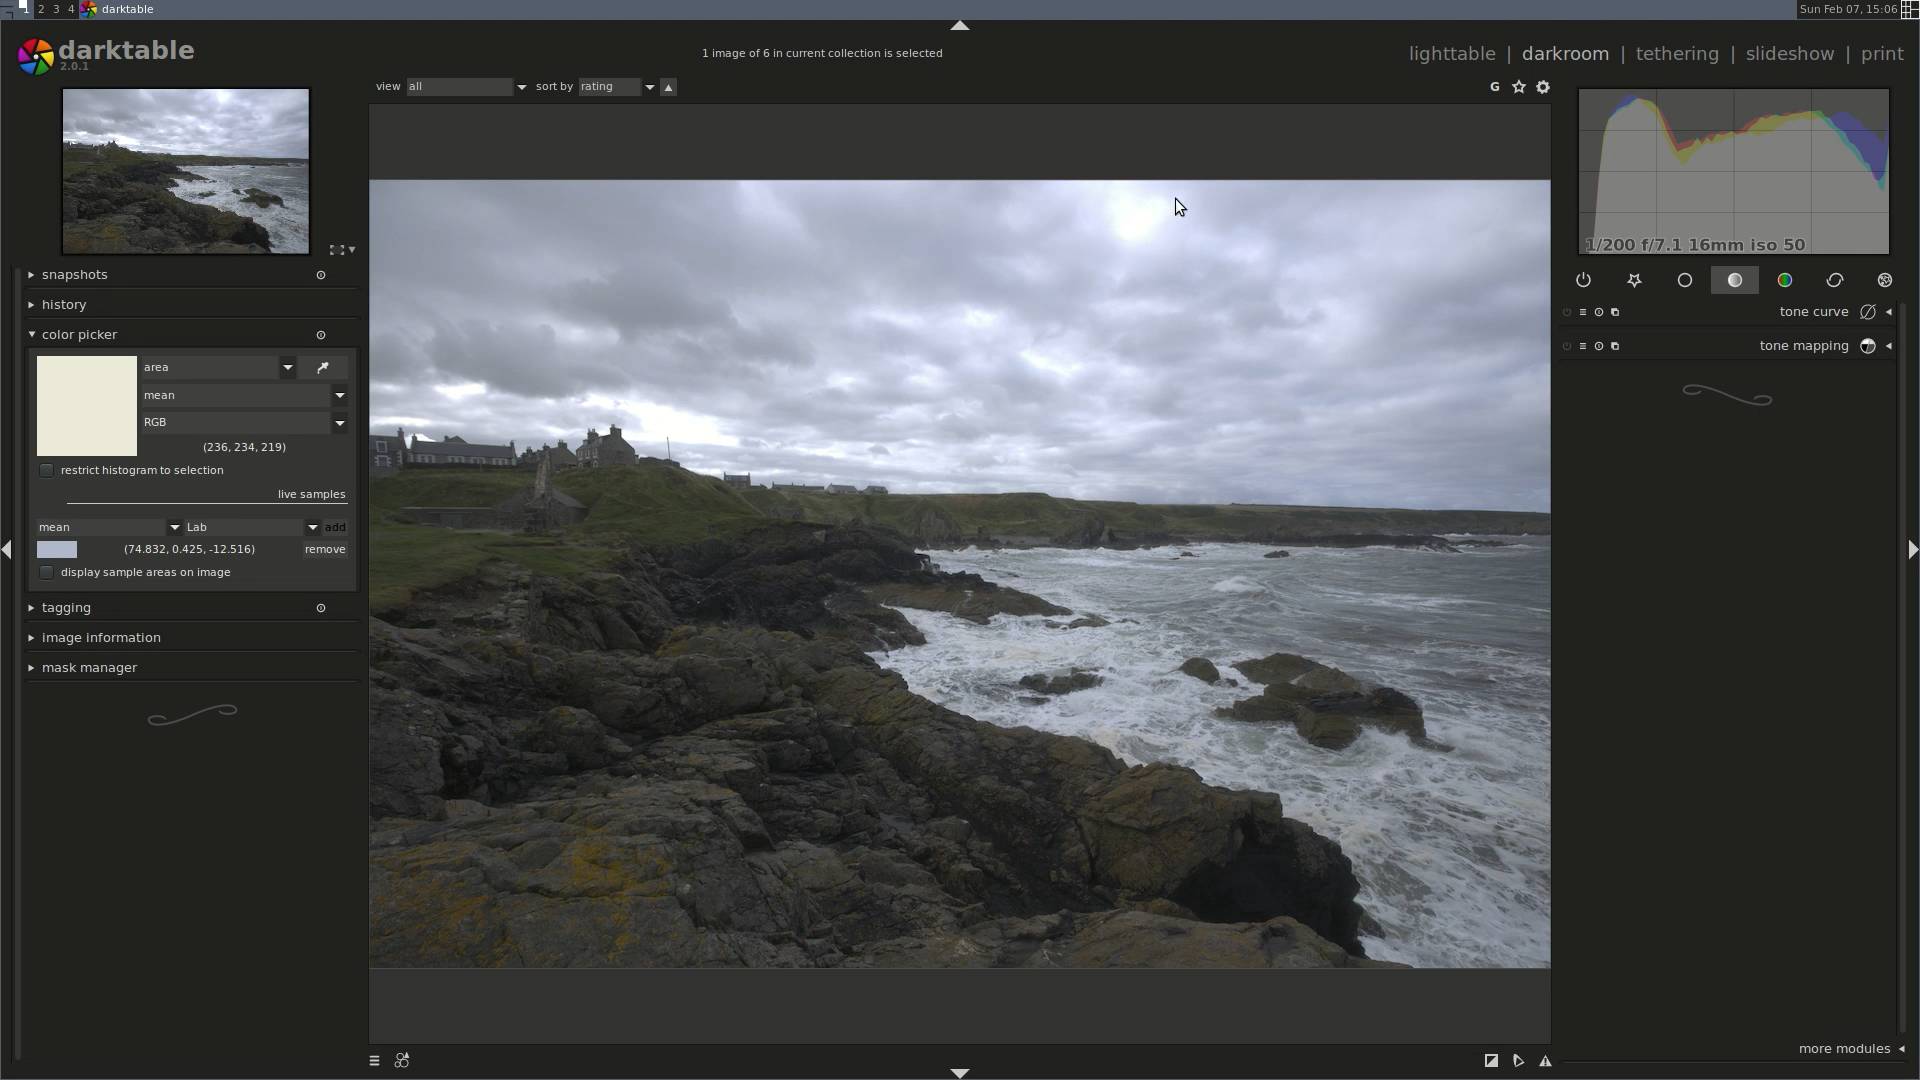 1 2 3 4 darktable
Sun Feb 07, 15:06
darktable
2.0.1
1 image of 6 in current collection is selected
lighttable | darkroom | tethering | slideshow | print
view all sort by rating
G
1/200 f/7.1 16mm iso 50
snapshots
history
color picker
area
mean
RGB
(236, 234, 219)
restrict histogram to selection
live samples
mean Lab add
(74.832, 0.425, -12.516) remove
display sample areas on image
tagging
image information
mask manager
tone curve
tone mapping
more modules